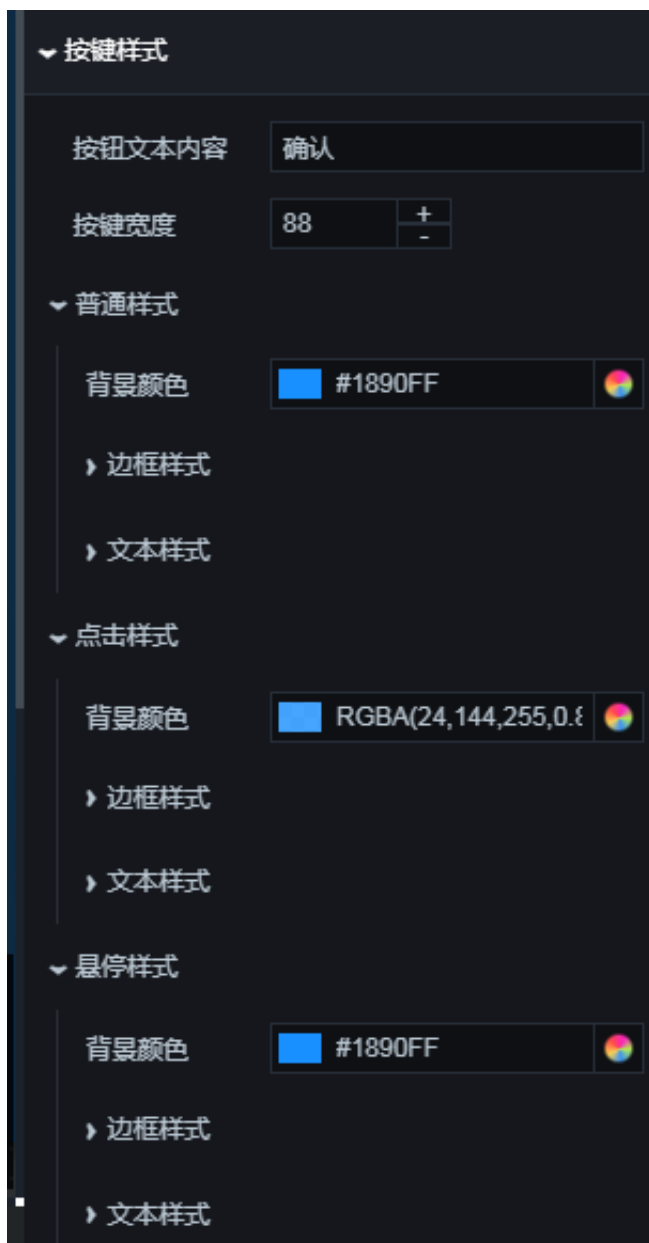 按键样式
按钮文本内容 确认
按键宽度 88 + -
普通样式
背景颜色 #1890FF
边框样式
文本样式
点击样式
背景颜色 RGBA(24,144,255,0.8
边框样式
文本样式
悬停样式
背景颜色 #1890FF
边框样式
文本样式